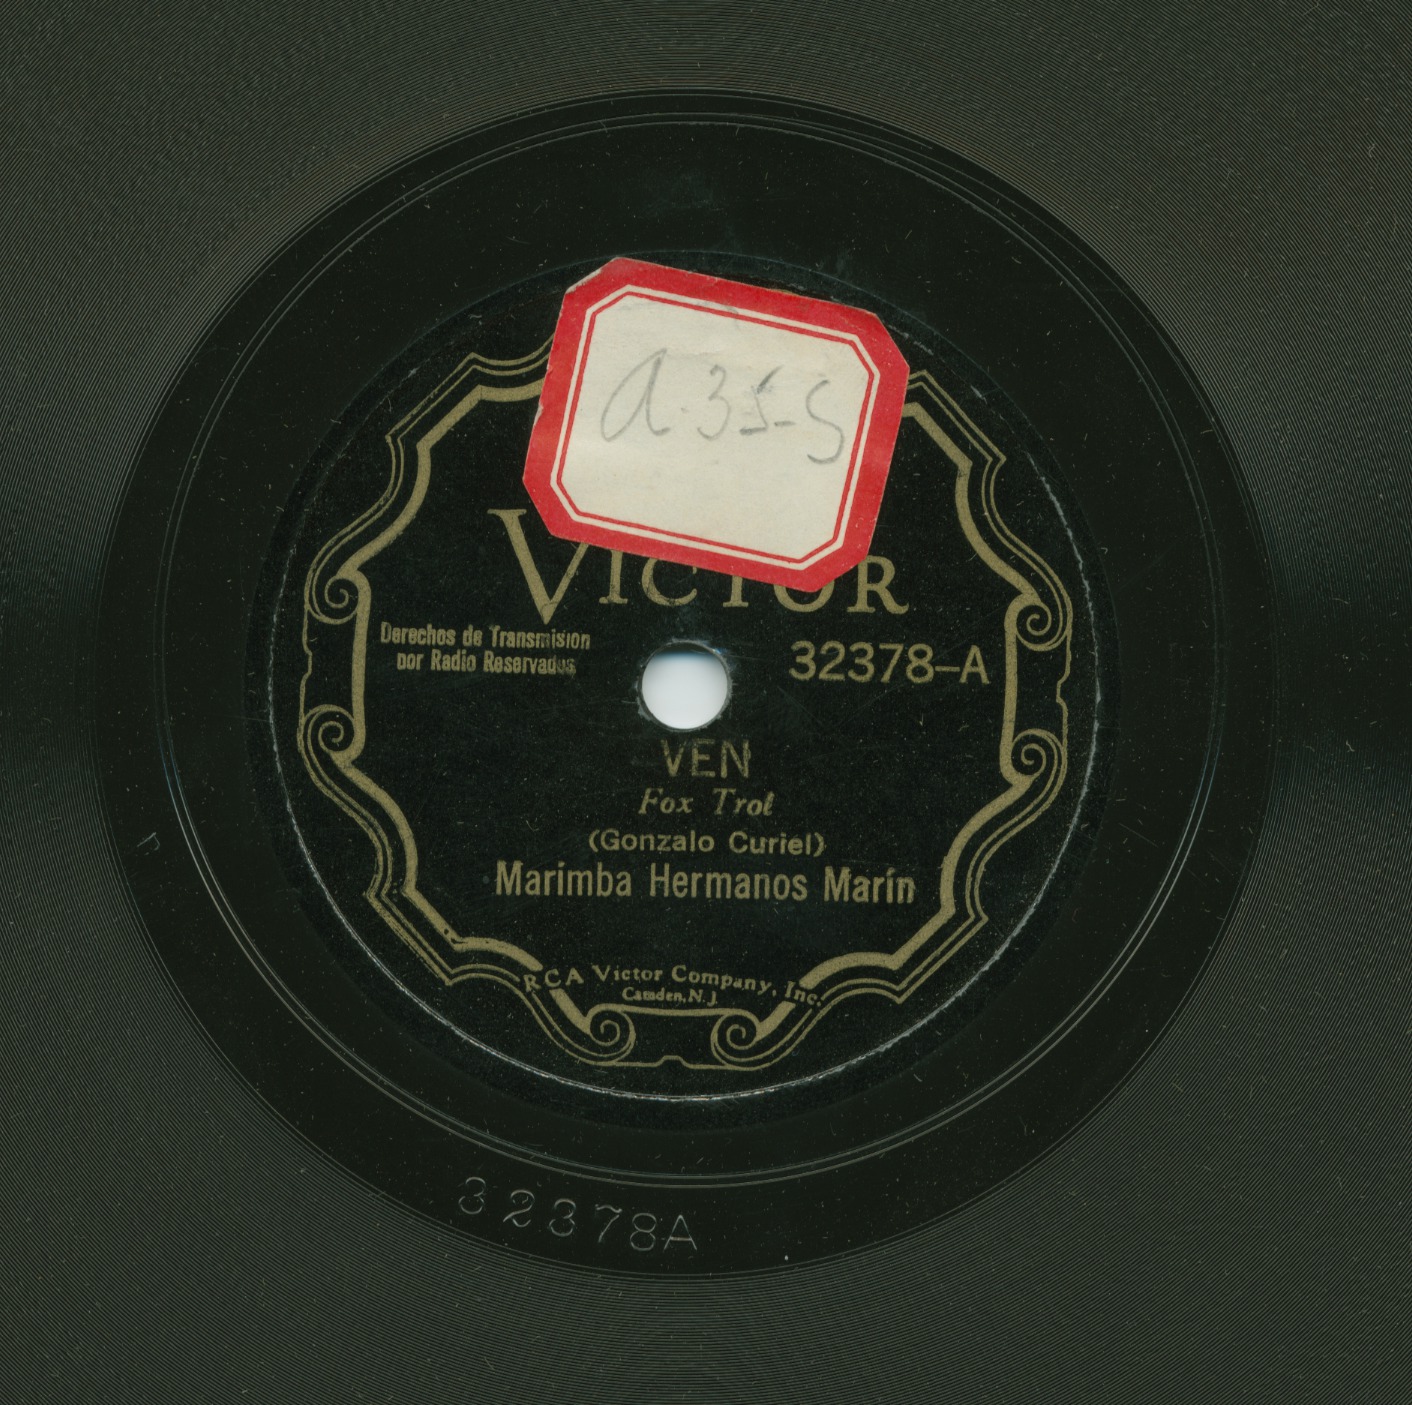 a.35-S
VICTOR
Derechos de Transmision
por Radio Reservados
32378-A
VEN
Fox Trot
(Gonzalo Curiel)
Marimba Hermanos Marín
RCA Victor Company, Inc.
Camden, N. J.
32378A